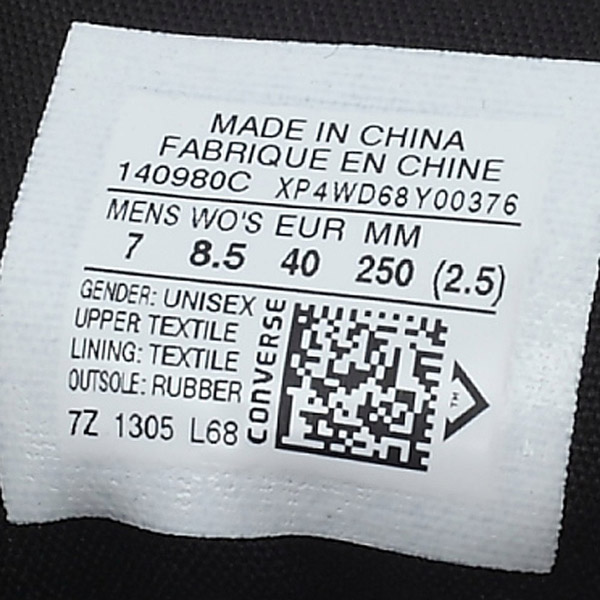 MADE IN CHINA
FABRIQUE EN CHINE
140980C XP4WD68Y00376
MENS WO'S EUR MM
7 8.5 40 250 (2.5)
GENDER: UNISEX
UPPER TEXTILE
LINING: TEXTILE
OUTSOLE: RUBBER
7Z 1305 L68
CONVERSE
TM